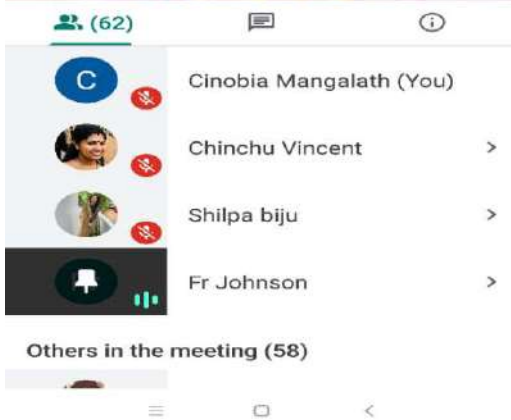 (62)
C
Cinobia Mangalath (You)
Chinchu Vincent
Shilpa biju
Fr Johnson
Others in the meeting (58)